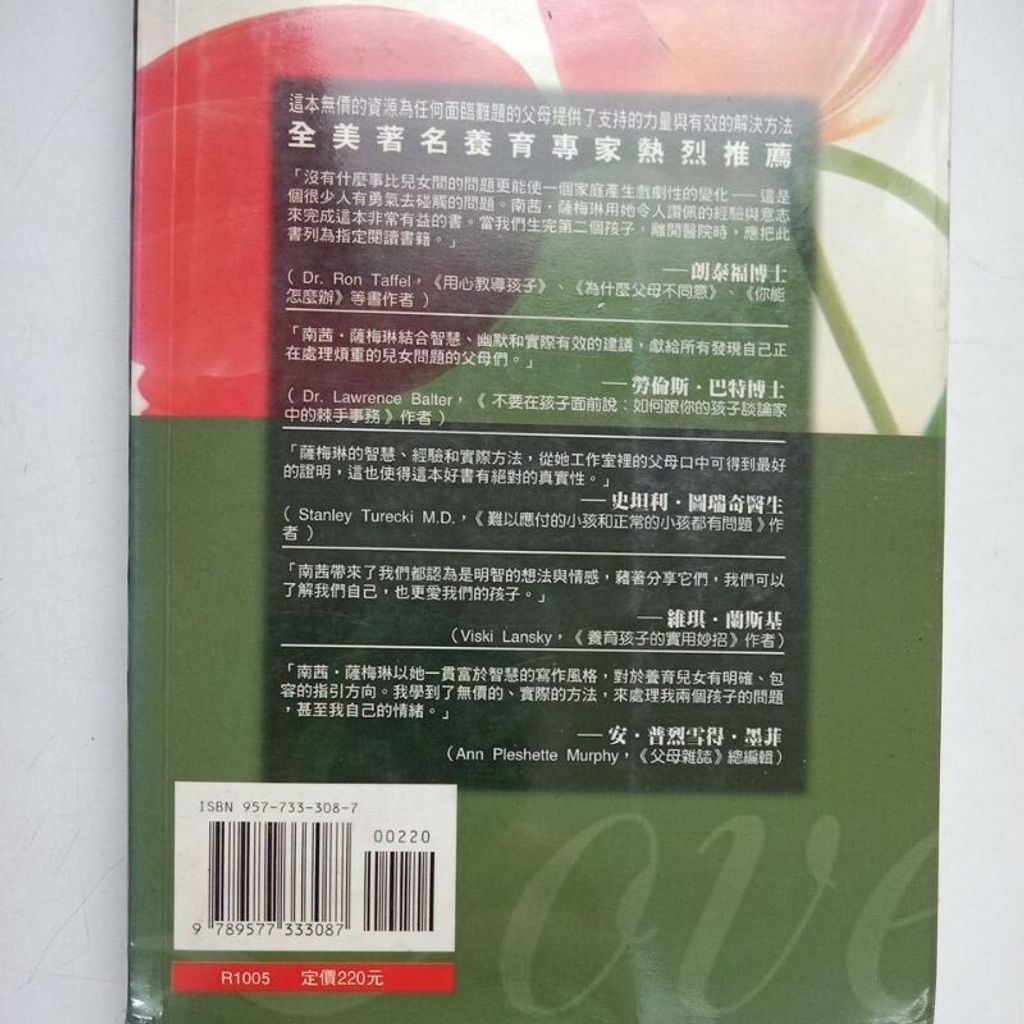 這本無價的資源為任何面臨難題的父母提供了支持的力量與有效的解決方法
全美著名養育專家熱烈推薦
「沒有什麼事比兒女間的問題更能使一個家庭產生戲劇性的變化——這是
個很少人有勇氣去碰觸的問題。南茜・薩梅琳用她令人讚佩的經驗與意志
來完成這本非常有益的書。當我們生完第二個孩子,離開醫院時,應把此
書列為指定閱讀書籍。」
——朗泰福博士
( Dr. Ron Taffel,《用心教導孩子》、《為什麼父母不同意》、《你能
怎麼辦》等書作者 )
「南茜・薩梅琳結合智慧、幽默和實際有效的建議,獻給所有發現自己正
在處理煩重的兒女問題的父母們。」
——勞倫斯・巴特博士
( Dr. Lawrence Balter,《 不要在孩子面前說:如何跟你的孩子談論家
中的棘手事務 》作者 )
「薩梅琳的智慧、經驗和實際方法,從她工作室裡的父母口中可得到最好
的證明,這也使得這本好書有絕對的真實性。」
——史坦利・圖瑞奇醫生
( Stanley Turecki M.D.,《 難以應付的小孩和正常的小孩都有問題 》作
者 )
「南茜帶來了我們都認為是明智的想法與情感,藉著分享它們,我們可以
了解我們自己,也更愛我們的孩子。」
——維琪・蘭斯基
(Viski Lansky,《 養育孩子的實用妙招》作者)
「南茜・薩梅琳以她一貫富於智慧的寫作風格,對於養育兒女有明確、包
容的指引方向。我學到了無價的、實際的方法,來處理我兩個孩子的問題
,甚至我自己的情緒。」
——安・普烈雪得・墨菲
(Ann Pleshette Murphy,《父母雜誌》總編輯)
ISBN 957-733-308-7
00220
9 789577 333087
R1005 定價220元
ove